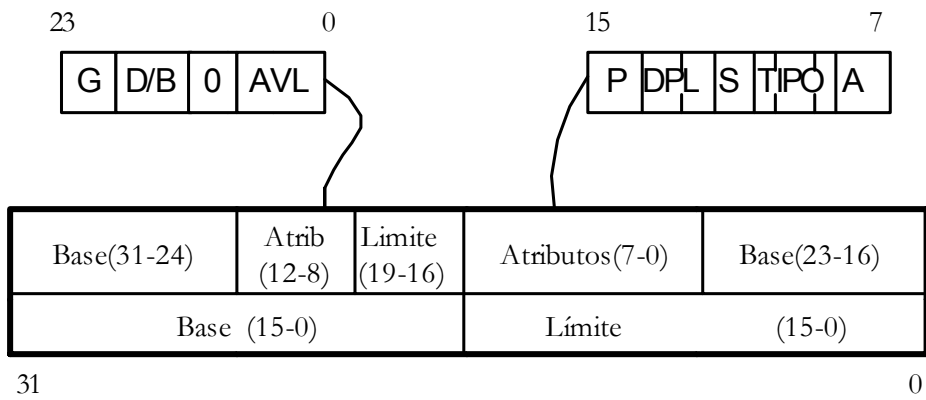 23 0 15 7
G D/B 0 AVL P DPL S TIPO A
Base(31-24) Atrib (12-8) Limite (19-16) Atributos(7-0) Base(23-16)
Base (15-0) Límite (15-0)
31 0